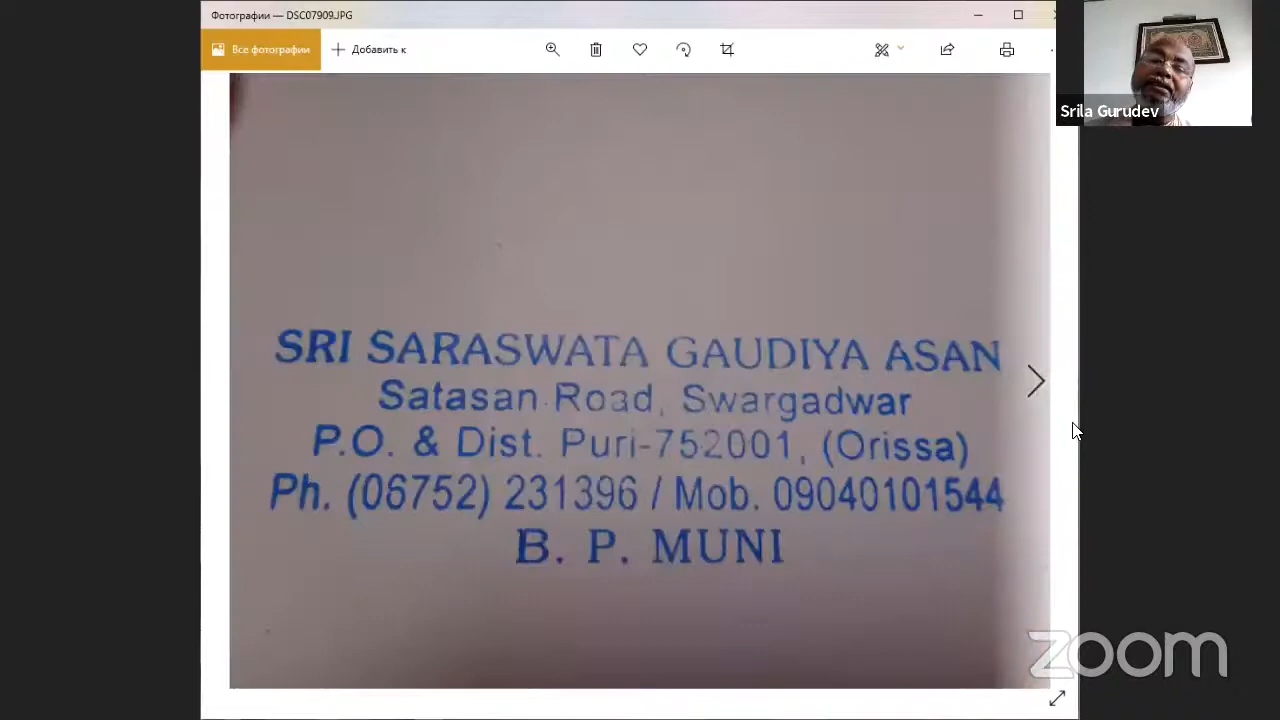 Фотографии — DSC07909.JPG
Все фотографии
Добавить к
Srila Gurudev
SRI SARASWATA GAUDIYA ASAN
Satasan Road, Swargadwar
P.O. & Dist. Puri-752001, (Orissa)
Ph. (06752) 231396 / Mob. 09040101544
B. P. MUNI
zoom